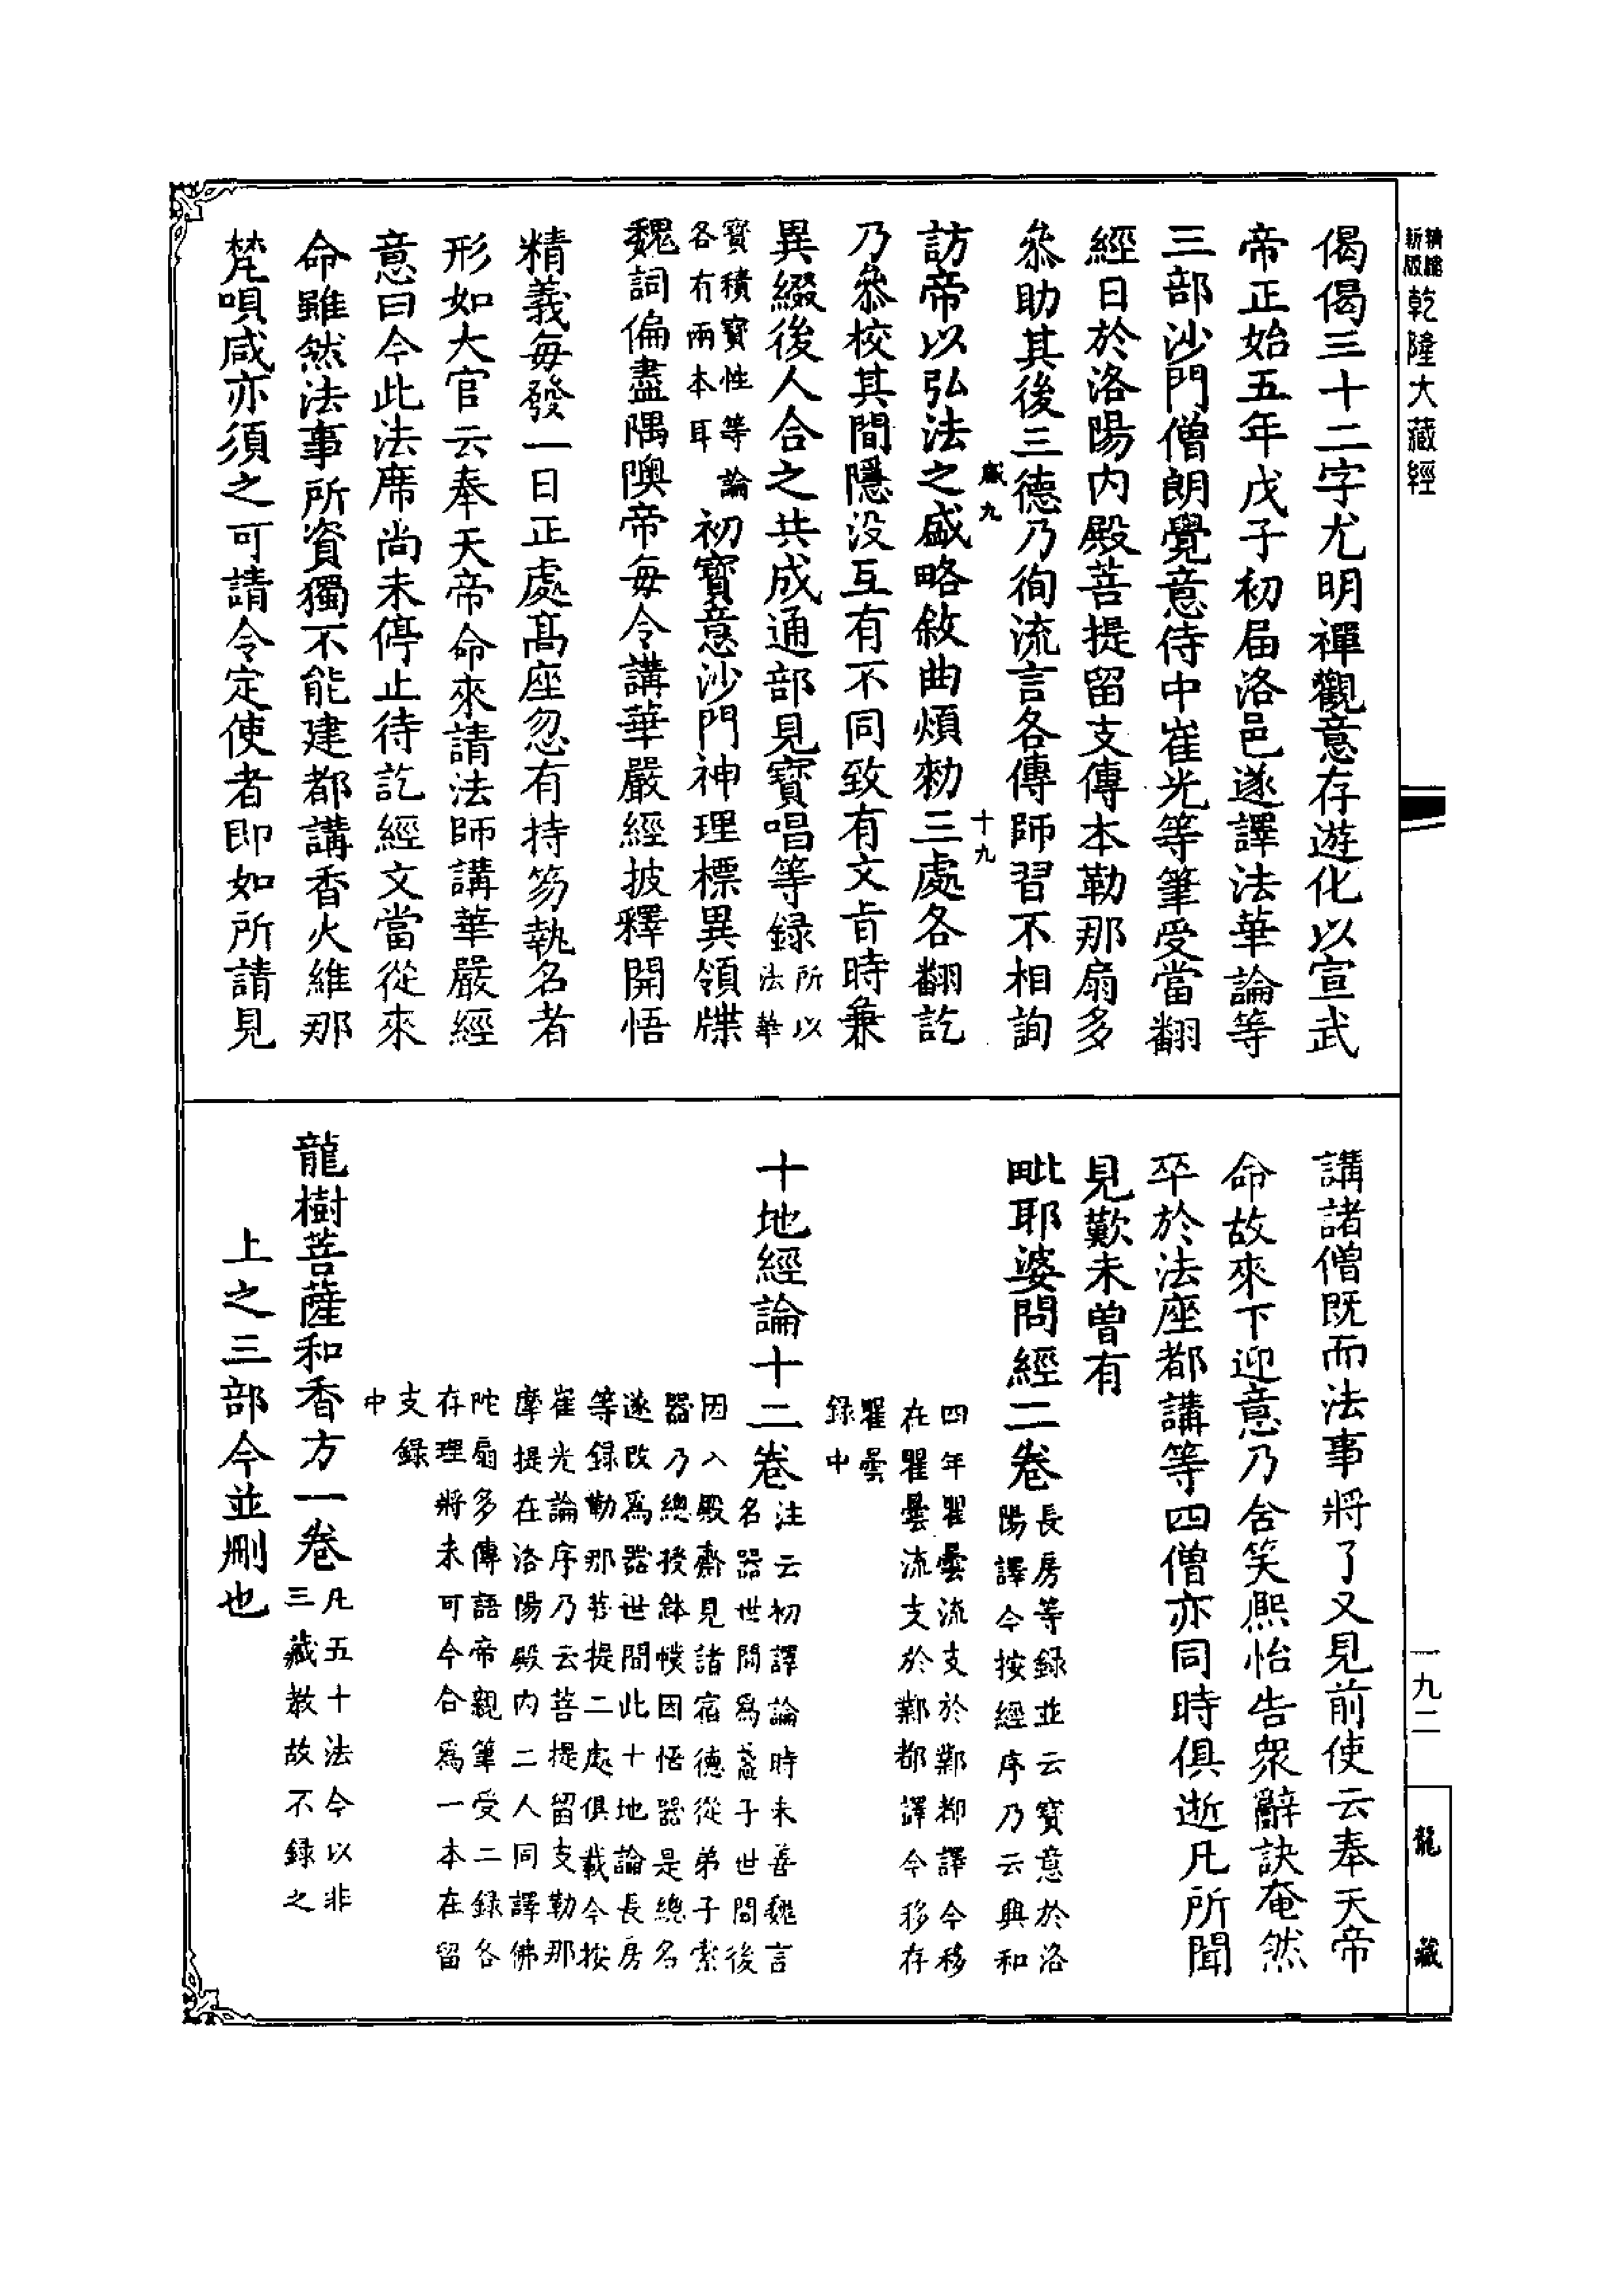 精縮新版乾隆大藏經
偈偈三十二字尤明禪觀意存遊化以宣武
帝正始五年戊子初届洛邑遂譯法華論等
三部沙門僧朗覺意侍中崔光等筆受當翻
經日於洛陽内殿菩提留支傳本勒那扇多
叅助其後三德乃徇流言各傳師習不相詢
九
十九
訪帝以弘法之盛略敘曲煩勑三處各翻訖
乃叅校其間隱没互有不同致有文旨時兼
異綴後人合之共成通部見寶唱等録所以法華
寶積寶性等論各有兩本耳初寶意沙門神理標異領牒
魏詞偏盡隅隩帝每令講華嚴經披釋開悟
精義每發一日正處髙座忽有持笏執名者
形如大官云奉天帝命來請法師講華嚴經
意曰今此法席尚未停止待訖經文當從來
命雖然法事所資獨不能建都講香火維那
梵唄咸亦須之可請令定使者即如所請見
講諸僧既而法事將了又見前使云奉天帝
命故來下迎意乃含笑熈怡告衆辭訣奄然
卒於法座都講等四僧亦同時俱逝凡所聞
見歎未曽有
毗耶婆問經二卷長房等録並云寶意於洛陽譯今按經序乃云興和
四年瞿曇流支於鄴都譯今移在瞿曇流支於鄴都譯今移存
瞿曇録中
十地經論十二卷注云初譯論時未善魏言名器世間爲盞子世間後
因入殿齋見諸宿德從弟子索器乃總授鉢幞因悟器是總名
遂改爲器世間此十地論長房等録勒那菩提二處俱載今按
崔光論序乃云菩提留支勒那摩提在洛陽殿内二人同譯佛
陀扇多傳語帝親筆受二録各存理將未可今合爲一本在留
支録中
龍樹菩薩和香方一卷凡五十法今以非三藏教故不録之
上之三部今並刪也
一九二
龍藏